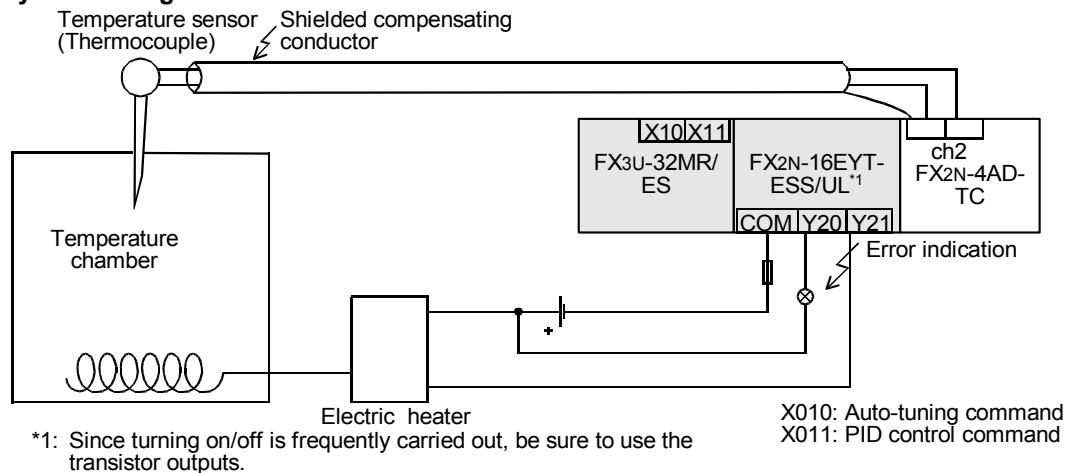 Temperature sensor
(Thermocouple)
Shielded compensating
conductor
X10 X11
FX3U-32MR/
ES
FX2N-16EYT-
ESS/UL*1
ch2
FX2N-4AD-
TC
COM Y20 Y21
Error indication
Temperature
chamber
+
Electric heater
X010: Auto-tuning command
X011: PID control command
*1: Since turning on/off is frequently carried out, be sure to use the
transistor outputs.